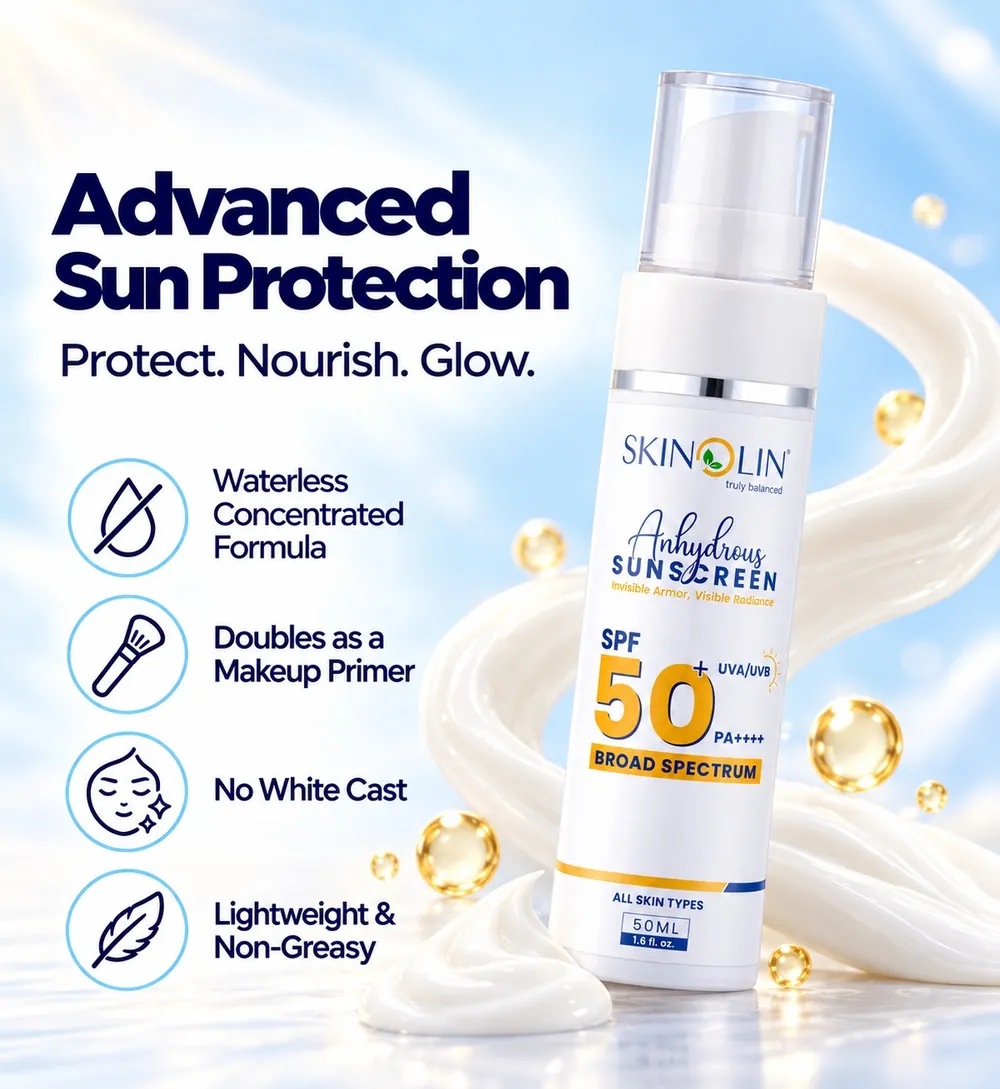 Advanced
Sun Protection
Protect. Nourish. Glow.
Waterless
Concentrated
Formula
Doubles as a
Makeup Primer
No White Cast
Lightweight &
Non-Greasy
SKINOLIN®
truly balanced
Anhydrous
SUNSCREEN
Invisible Armor, Visible Radiance
SPF
50+ UVA/UVB
PA++++
BROAD SPECTRUM
ALL SKIN TYPES
50ML
1.6 fl. oz.